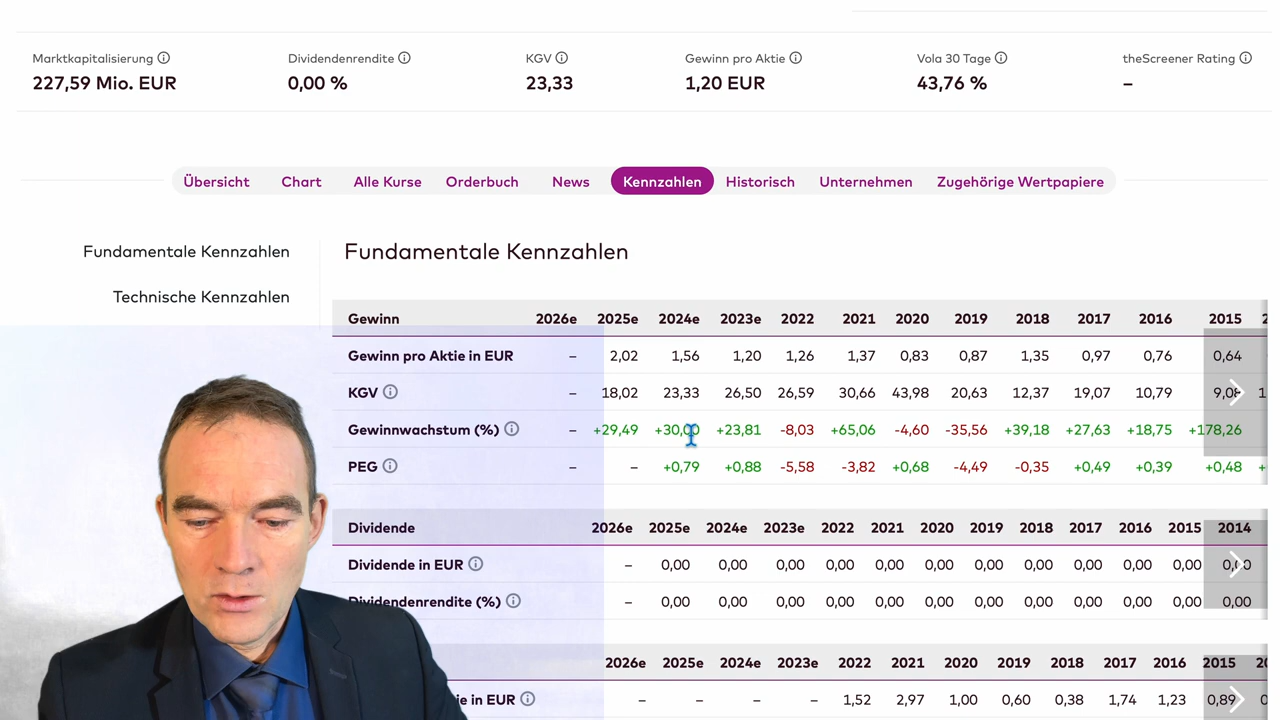 Marktkapitalisierung Dividendenrendite KGV Gewinn pro Aktie Vola 30 Tage theScreener Rating
227,59 Mio. EUR 0,00 % 23,33 1,20 EUR 43,76 % –
Übersicht Chart Alle Kurse Orderbuch News Kennzahlen Historisch Unternehmen Zugehörige Wertpapiere
Fundamentale Kennzahlen
Technische Kennzahlen
Fundamentale Kennzahlen
Gewinn 2026e 2025e 2024e 2023e 2022 2021 2020 2019 2018 2017 2016 2015
Gewinn pro Aktie in EUR – 2,02 1,56 1,20 1,26 1,37 0,83 0,87 1,35 0,97 0,76 0,64
KGV – 18,02 23,33 26,50 26,59 30,66 43,98 20,63 12,37 19,07 10,79
Gewinnwachstum (%) – +29,49 +30,00 +23,81 -8,03 +65,06 -4,60 -35,56 +39,18 +27,63 +18,75 +178,26
PEG – – +0,79 +0,88 -5,58 -3,82 +0,68 -4,49 -0,35 +0,49 +0,39 +0,48
Dividende 2026e 2025e 2024e 2023e 2022 2021 2020 2019 2018 2017 2016 2015 2014
Dividende in EUR – 0,00 0,00 0,00 0,00 0,00 0,00 0,00 0,00 0,00 0,00 0,00 0,00
Dividendenrendite (%) – 0,00 0,00 0,00 0,00 0,00 0,00 0,00 0,00 0,00 0,00 0,00 0,00
2026e 2025e 2024e 2023e 2022 2021 2020 2019 2018 2017 2016 2015
in EUR – – – – 1,52 2,97 1,00 0,60 0,38 1,74 1,23 0,89